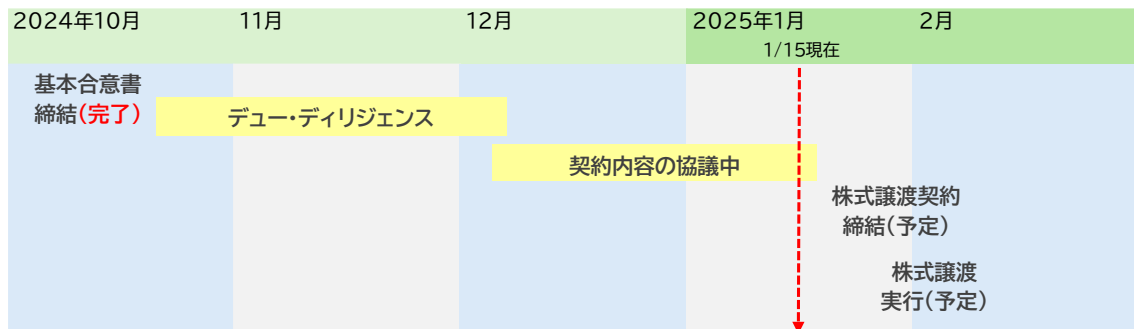 2024年10月
11月
12月
2025年1月
2月
1/15現在
基本合意書
締結(完了)
デュー・ディリジェンス
契約内容の協議中
株式譲渡契約
締結(予定)
株式譲渡
実行(予定)